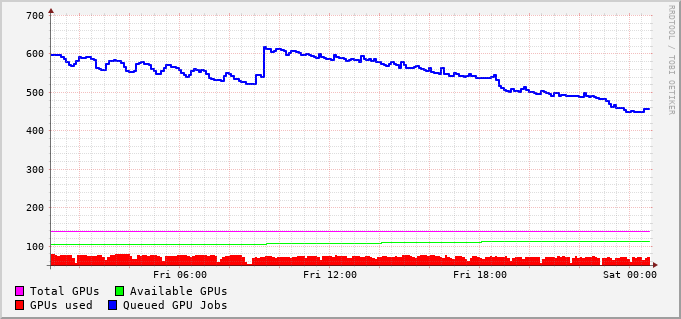 700
600
500
400
300
200
100
Fri 06:00 Fri 12:00 Fri 18:00 Sat 00:00
Total GPUs Available GPUs
GPUs used Queued GPU Jobs
RRDTOOL / TOBI OETIKER